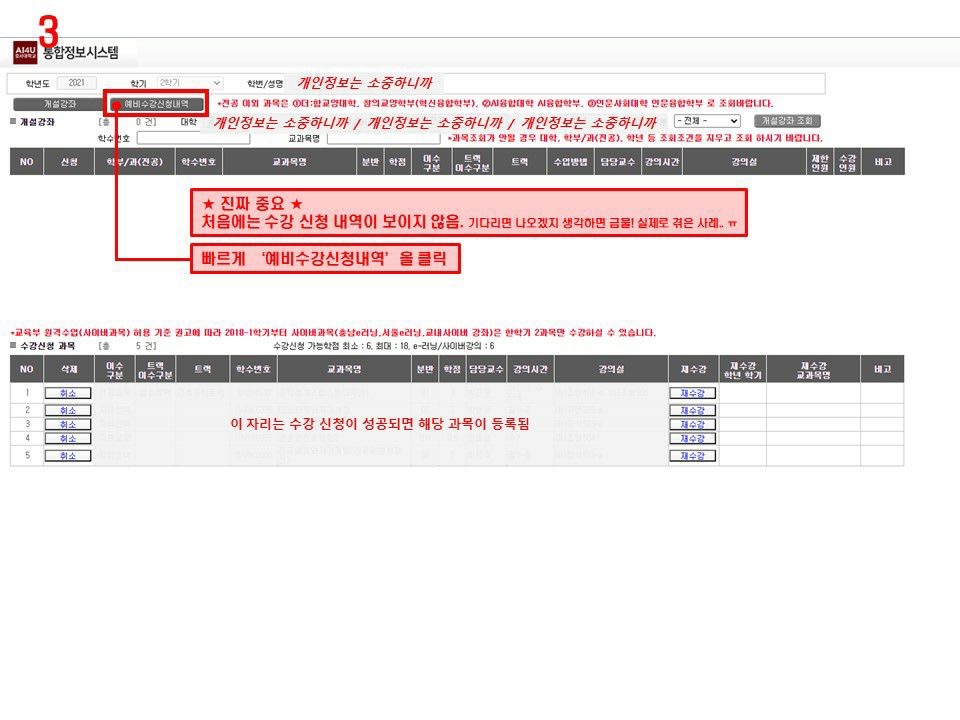 3
AI4U
통합정보시스템
학년도 2021 학기 2학기 학번/성명 개인정보는 소중하니까
개설강좌 예비수강신청내역 *전공 이외 과목은 ①더:함교양대학, 창의교양학부(혁신융합학부), ②AI융합대학 AI융합학부, ③인문사회대학 인문융합학부 로 조회바랍니다.
개설강좌 [총 0 건] 대학 개인정보는 소중하니까 / 개인정보는 소중하니까 / 개인정보는 소중하니까 - 전체 - 개설강좌 조회
학수번호 교과목명 *과목조회가 안될 경우 대학, 학부/과(전공), 학년 등 조회조건을 지우고 조회 하시기 바랍니다.
NO 신청 학부/과(전공) 학수번호 교과목명 분반 학점 이수구분 트랙이수구분 트랙 수업방법 담당교수 강의시간 강의실 제한인원 수강인원 비고
★ 진짜 중요 ★
처음에는 수강 신청 내역이 보이지 않음. 기다리면 나오겠지 생각하면 금물! 실제로 겪은 사례.. ㅠ
빠르게 ‘예비수강신청내역’ 을 클릭
*교육부 원격수업(사이버과목) 허용 기준 권고에 따라 2018-1학기부터 사이버과목(충남e러닝,서울e러닝,교내사이버 강좌)은 한학기 2과목만 수강하실 수 있습니다.
수강신청 과목 [총 5 건] 수강신청 가능학점 최소 : 6, 최대 : 18, e-러닝/사이버강의 : 6
NO 삭제 이수구분 트랙이수구분 트랙 학수번호 교과목명 분반 학점 담당교수 강의시간 강의실 재수강 재수강학년 학기 재수강교과목명 비고
1 취소 재수강
2 취소 재수강
3 취소 이 자리는 수강 신청이 성공되면 해당 과목이 등록됨 재수강
4 취소 재수강
5 취소 재수강